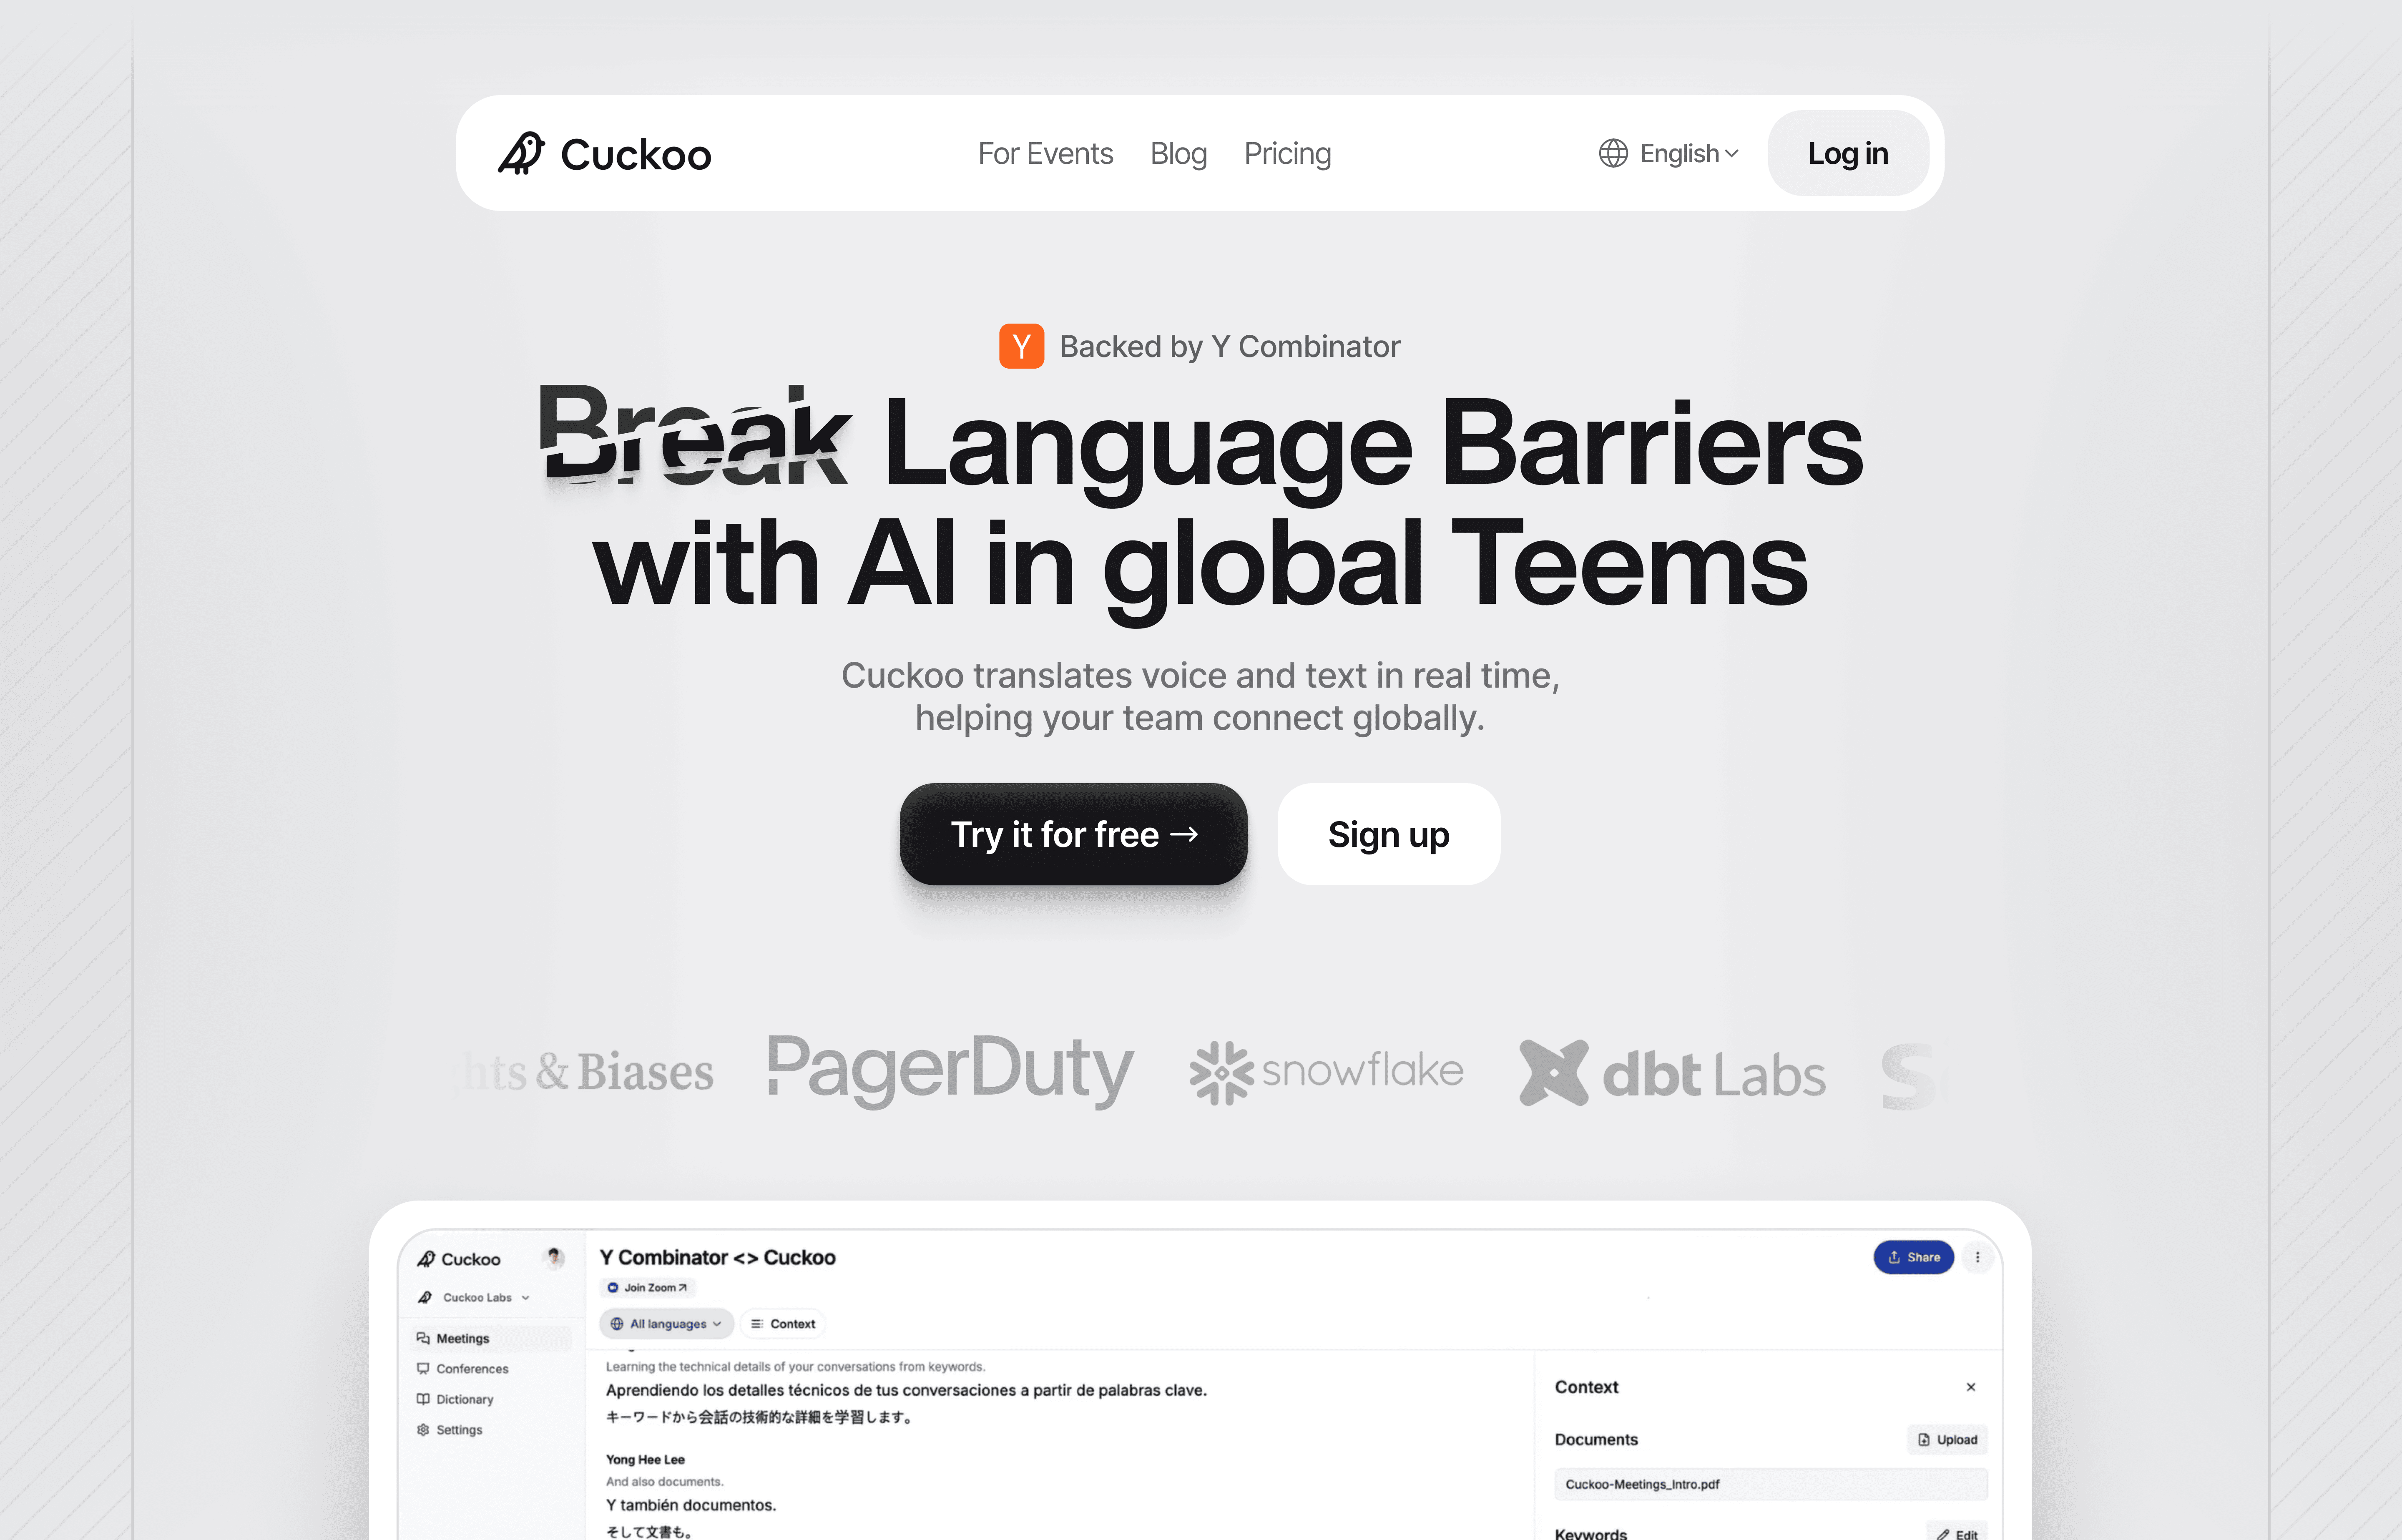 Cuckoo
For Events Blog Pricing
English
Log in
Y Backed by Y Combinator
Break Language Barriers
with AI in global Teems
Cuckoo translates voice and text in real time,
helping your team connect globally.
Try it for free →
Sign up
hts & Biases
PagerDuty
snowflake
dbt Labs
S
Cuckoo
Cuckoo Labs
Meetings
Conferences
Dictionary
Settings
Y Combinator <> Cuckoo
Join Zoom
All languages
Context
Share
Learning the technical details of your conversations from keywords.
Aprendiendo los detalles técnicos de tus conversaciones a partir de palabras clave.
キーワードから会話の技術的な詳細を学習します。
Yong Hee Lee
And also documents.
Y también documentos.
そして文書も。
Context
Documents
Upload
Cuckoo-Meetings_Intro.pdf
Keywords
Edit